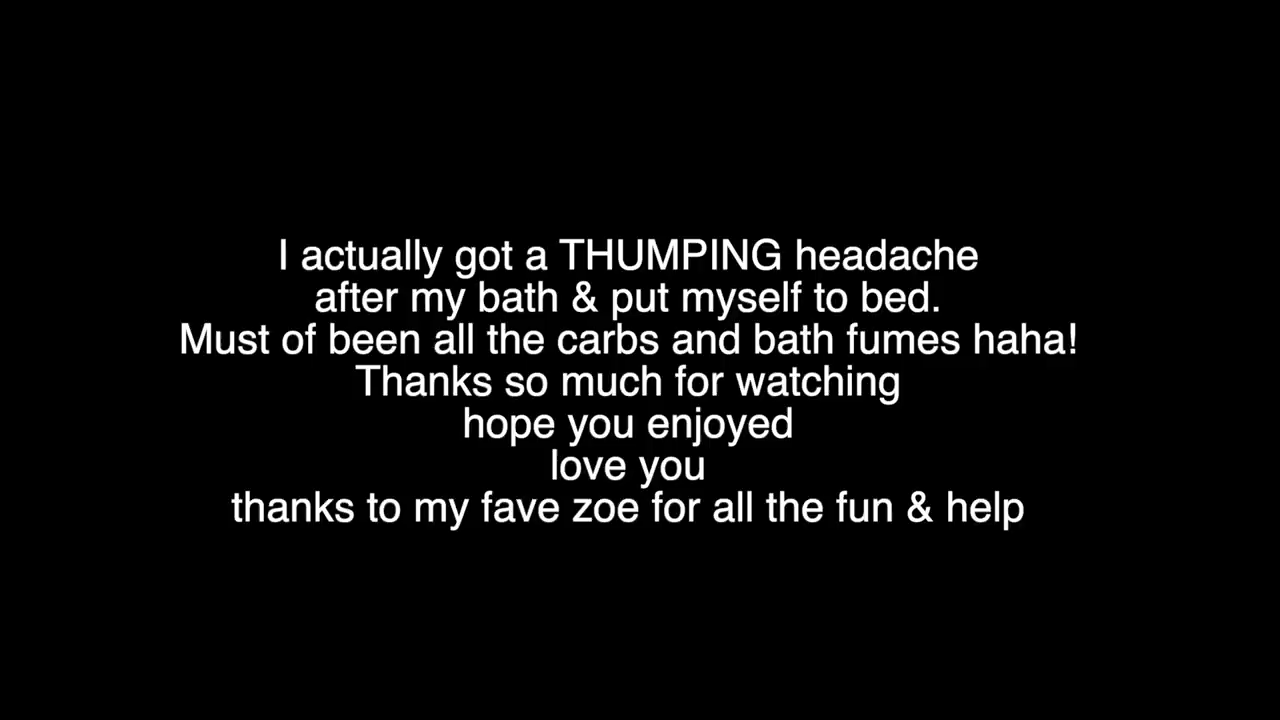 I actually got a THUMPING headache
after my bath & put myself to bed.
Must of been all the carbs and bath fumes haha!
Thanks so much for watching
hope you enjoyed
love you
thanks to my fave zoe for all the fun & help